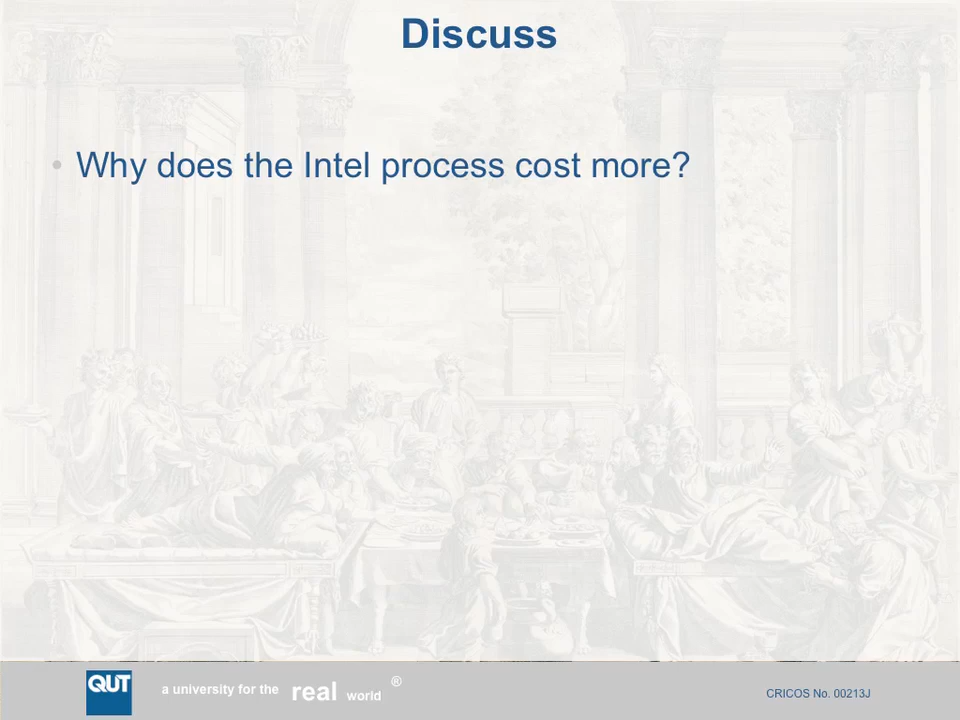 Discuss
• Why does the Intel process cost more?
QUT
a university for the real world ®
CRICOS No. 00213J